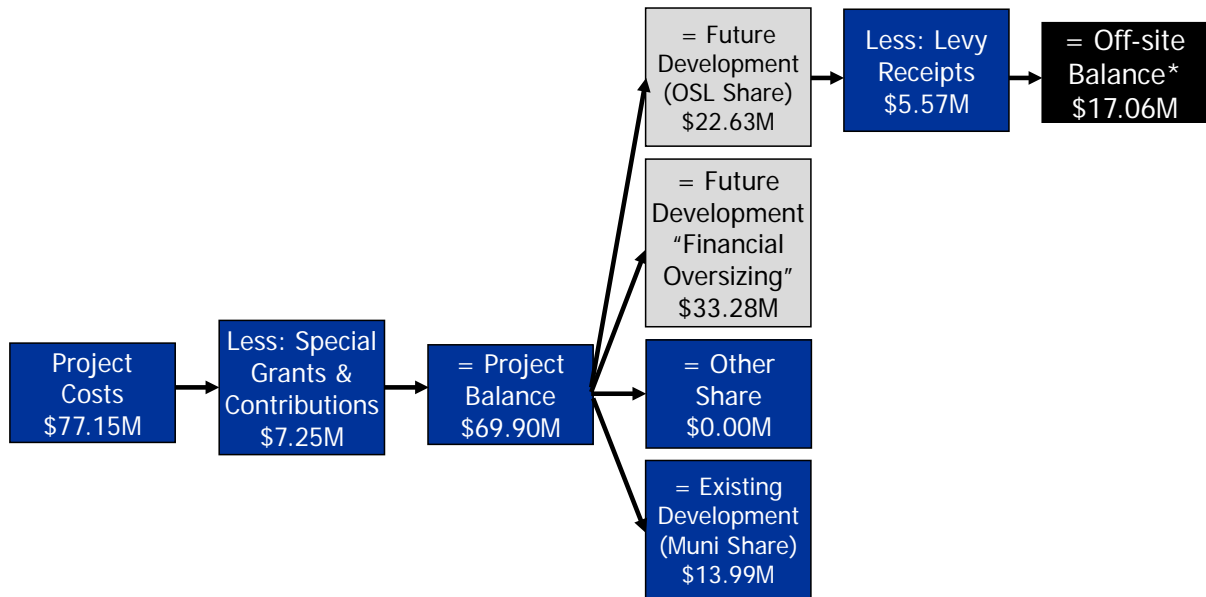 Project
Costs
$77.15M
Less: Special
Grants &
Contributions
$7.25M
= Project
Balance
$69.90M
= Future
Development
(OSL Share)
$22.63M
Less: Levy
Receipts
$5.57M
= Off-site
Balance*
$17.06M
= Future
Development
“Financial
Oversizing”
$33.28M
= Other
Share
$0.00M
= Existing
Development
(Muni Share)
$13.99M